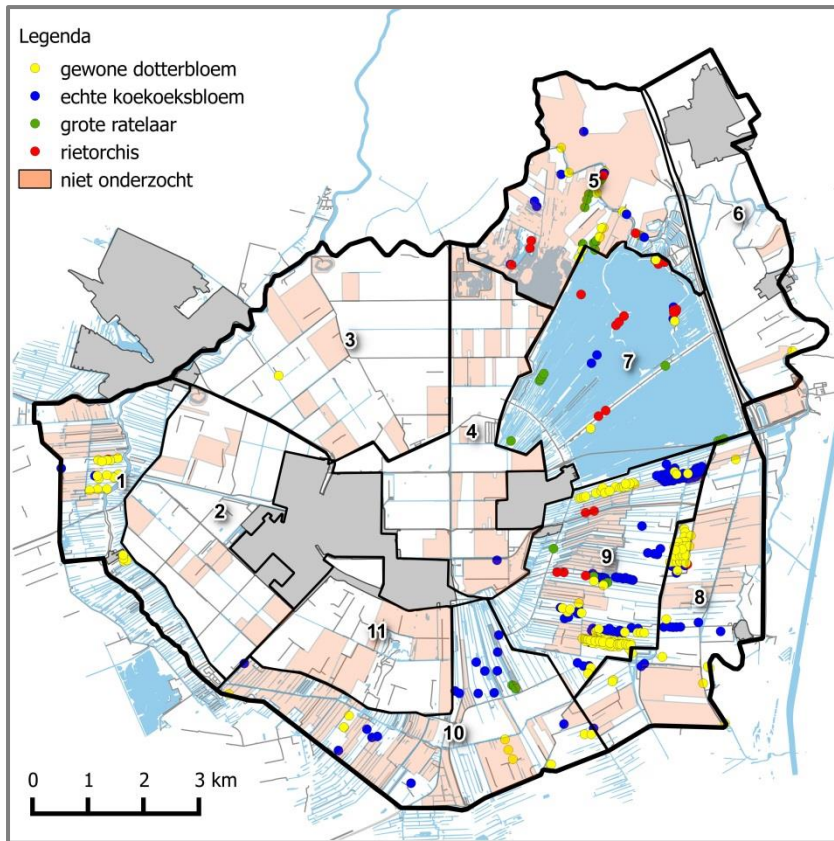 Legenda
gewone dotterbloem
echte koekoeksbloem
grote ratelaar
rietorchis
niet onderzocht
5
6
3
7
4
1
2
9
8
11
10
0 1 2 3 km